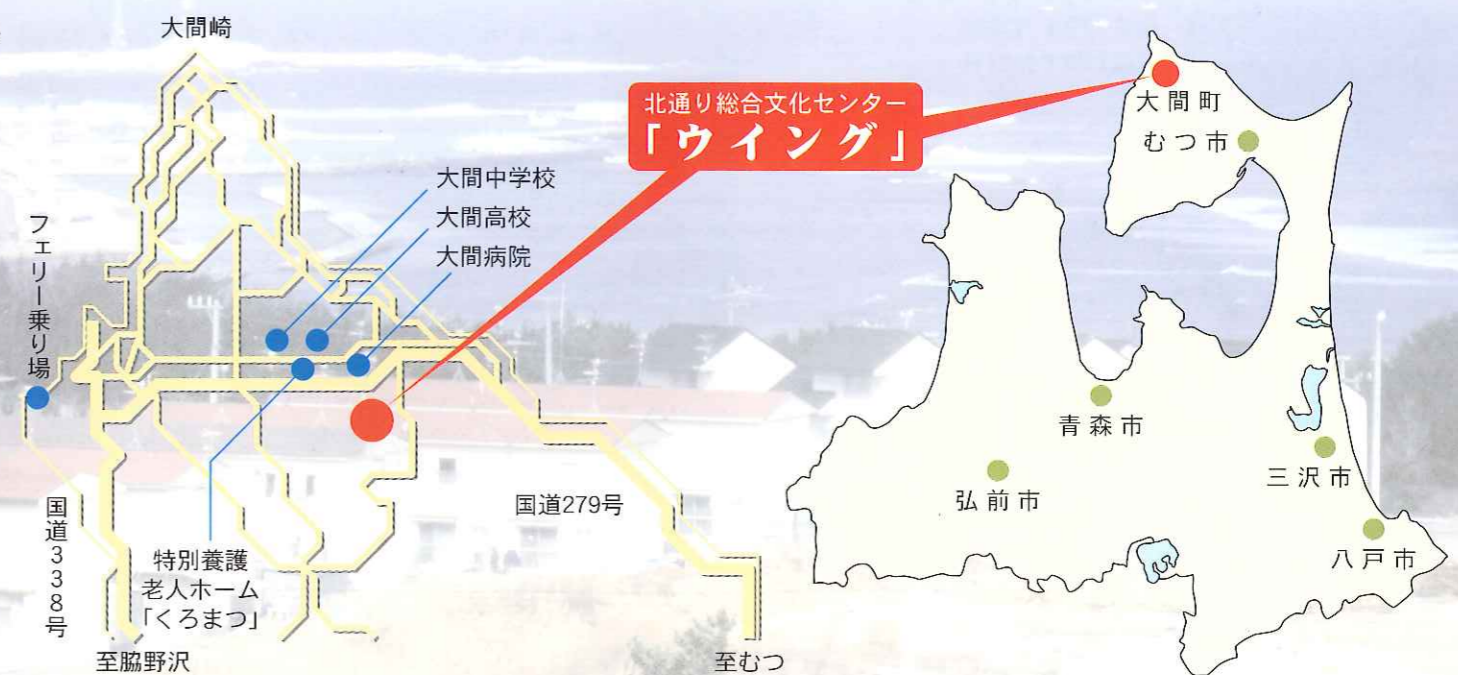 大間崎
北通り総合文化センター
「ウイング」
大間中学校
大間高校
大間病院
フェリー乗り場
国道338号
国道279号
特別養護
老人ホーム
「くろまつ」
至脇野沢
至むつ
大間町
むつ市
青森市
弘前市
三沢市
八戸市